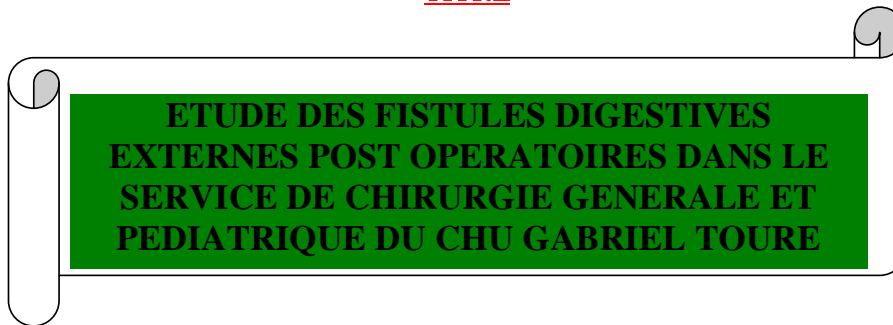 ETUDE DES FISTULES DIGESTIVES
EXTERNES POST OPERATOIRES DANS LE
SERVICE DE CHIRURGIE GENERALE ET
PEDIATRIQUE DU CHU GABRIEL TOURE